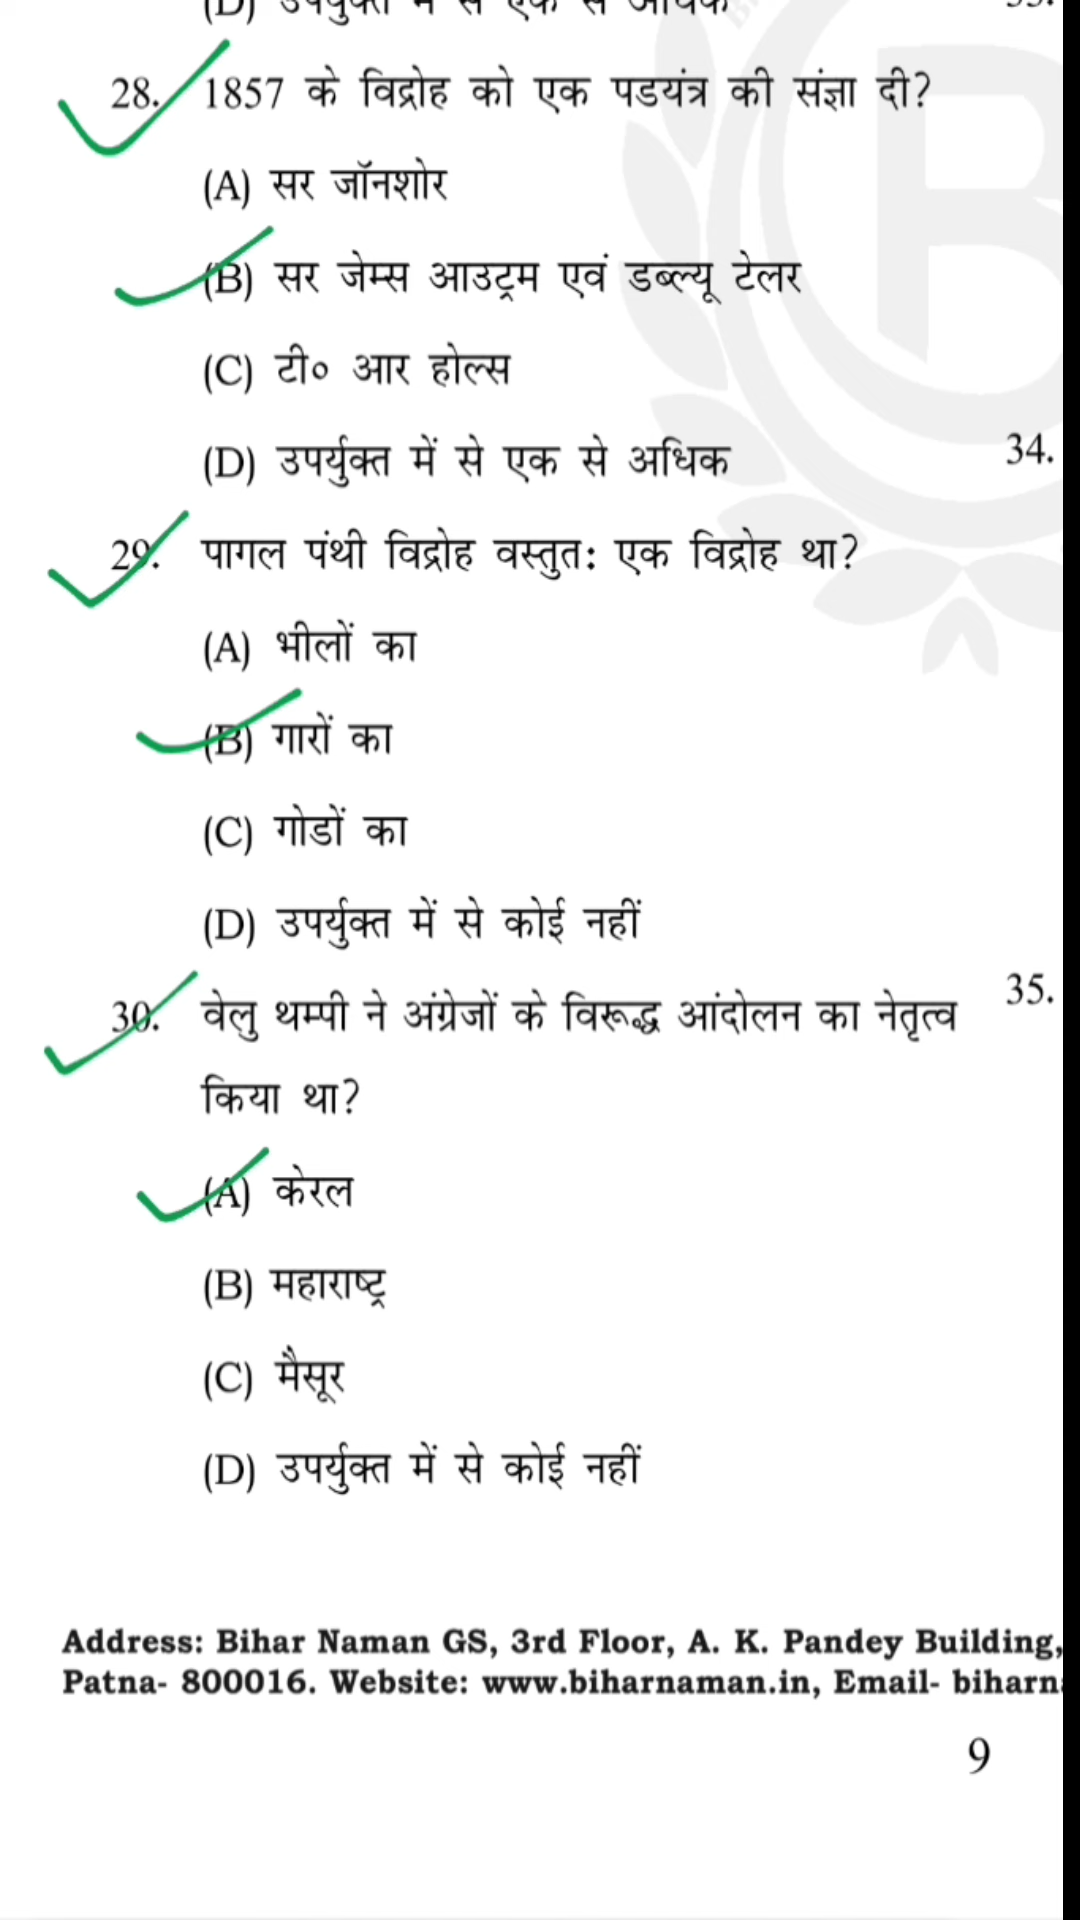 28. 1857 के विद्रोह को एक पडयंत्र की संज्ञा दी?
(A) सर जॉनशोर
(B) सर जेम्स आउट्रम एवं डब्ल्यू टेलर
(C) टी० आर होल्स
(D) उपर्युक्त में से एक से अधिक
34.
29. पागल पंथी विद्रोह वस्तुतः एक विद्रोह था?
(A) भीलों का
(B) गारों का
(C) गोडों का
(D) उपर्युक्त में से कोई नहीं
30. वेलु थम्पी ने अंग्रेजों के विरूद्ध आंदोलन का नेतृत्व
35.
किया था?
(A) केरल
(B) महाराष्ट्र
(C) मैसूर
(D) उपर्युक्त में से कोई नहीं
Address: Bihar Naman GS, 3rd Floor, A. K. Pandey Building,
Patna- 800016. Website: www.biharnaman.in, Email- biharn
9